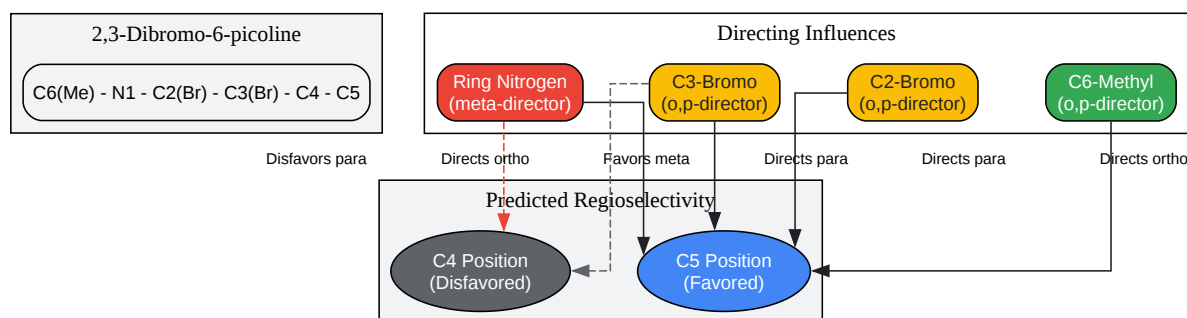 2,3-Dibromo-6-picoline
C6(Me) - N1 - C2(Br) - C3(Br) - C4 - C5
Directing Influences
Ring Nitrogen
(meta-director)
C3-Bromo
(o,p-director)
C2-Bromo
(o,p-director)
C6-Methyl
(o,p-director)
Disfavors para
Directs ortho
Favors meta
Directs para
Directs para
Directs ortho
Predicted Regioselectivity
C4 Position
(Disfavored)
C5 Position
(Favored)